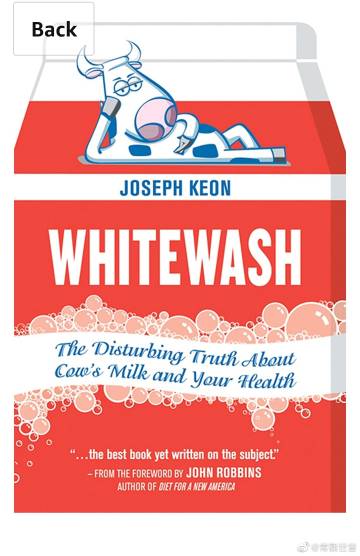 Back
JOSEPH KEON
WHITEWASH
The Disturbing Truth About
Cow's Milk and Your Health
“...the best book yet written on the subject.”
– FROM THE FOREWORD BY JOHN ROBBINS
AUTHOR OF DIET FOR A NEW AMERICA